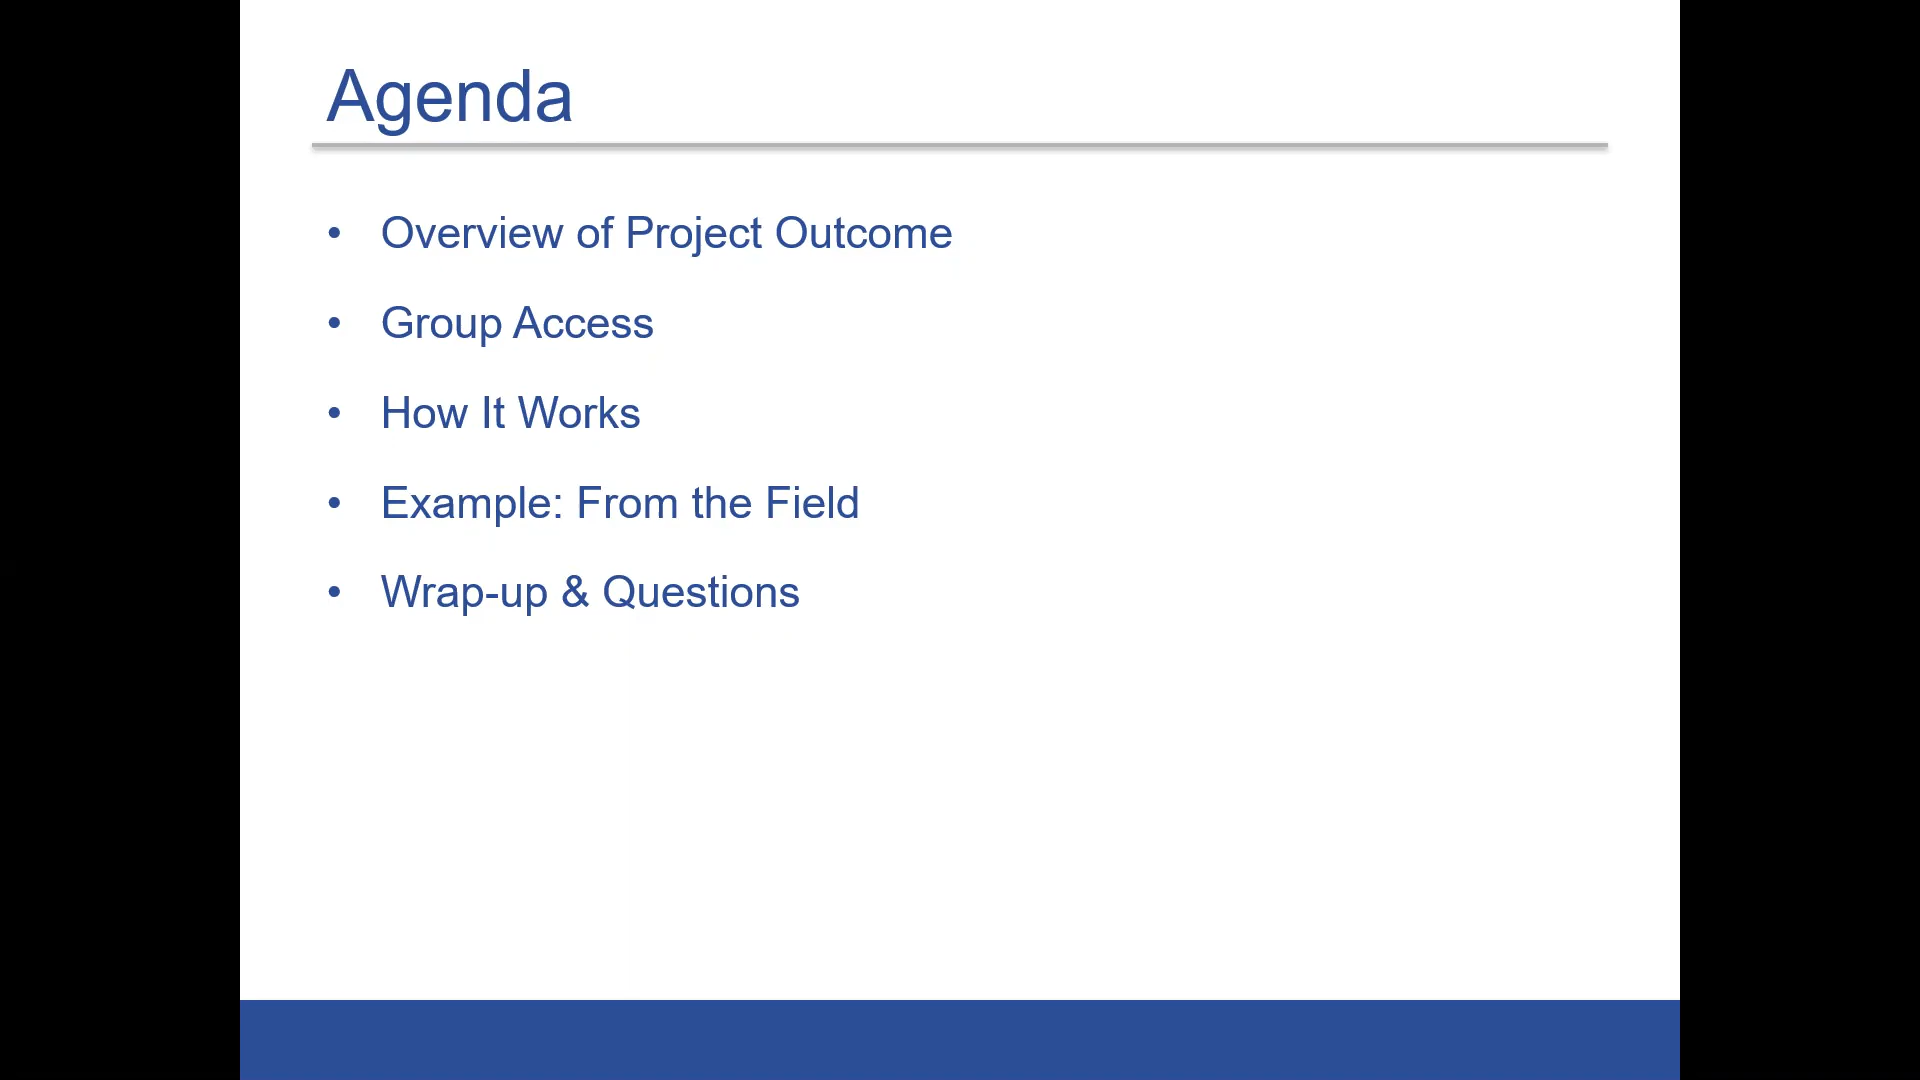 Agenda
• Overview of Project Outcome
• Group Access
• How It Works
• Example: From the Field
• Wrap-up & Questions